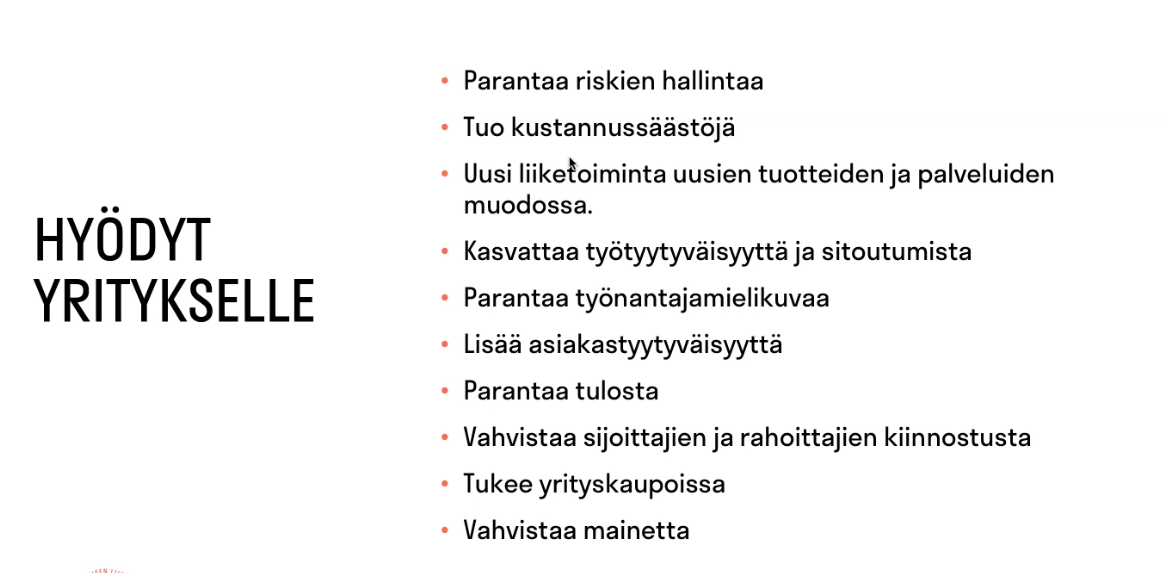 HYÖDYT
YRITYKSELLE
Parantaa riskien hallintaa
Tuo kustannussäästöjä
Uusi liiketoiminta uusien tuotteiden ja palveluiden
muodossa.
Kasvattaa työtyytyväisyyttä ja sitoutumista
Parantaa työnantajamielikuvaa
Lisää asiakastyytyväisyyttä
Parantaa tulosta
Vahvistaa sijoittajien ja rahoittajien kiinnostusta
Tukee yrityskaupoissa
Vahvistaa mainetta